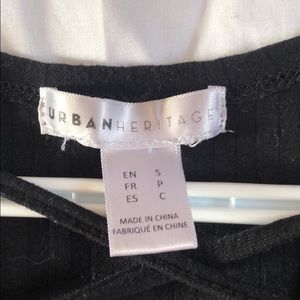 URBANHERITAGE
EN S
FR P
ES C
MADE IN CHINA
FABRIQUÉ EN CHINE